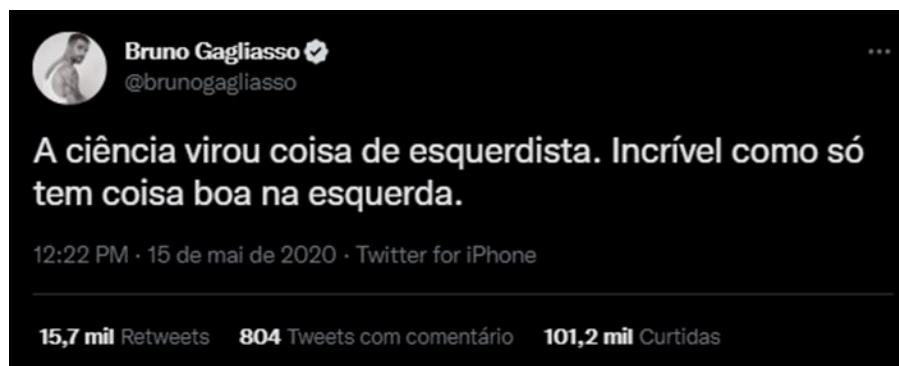 Bruno Gagliasso
@brunogagliasso
A ciência virou coisa de esquerdista. Incrível como só
tem coisa boa na esquerda.
12:22 PM · 15 de mai de 2020 · Twitter for iPhone
15,7 mil Retweets 804 Tweets com comentário 101,2 mil Curtidas